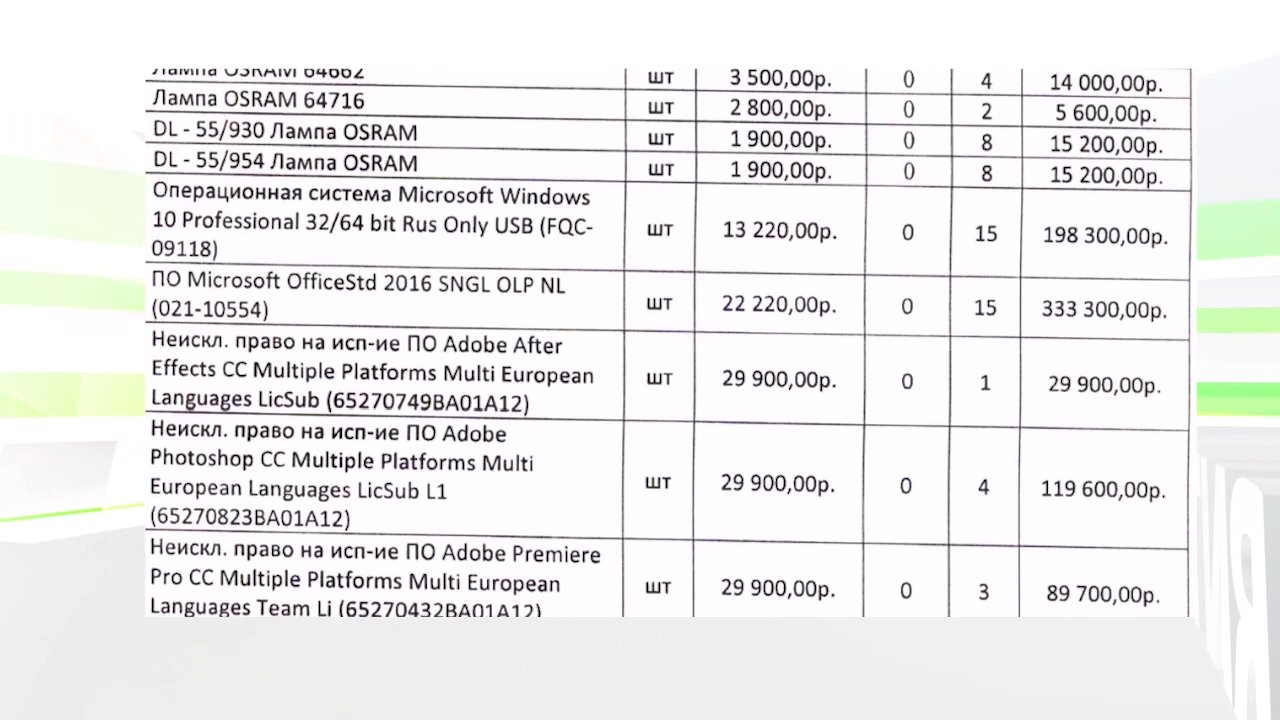 Лампа OSRAM 64662 шт 3 500,00р. 0 4 14 000,00р.
Лампа OSRAM 64716 шт 2 800,00р. 0 2 5 600,00р.
DL - 55/930 Лампа OSRAM шт 1 900,00р. 0 8 15 200,00р.
DL - 55/954 Лампа OSRAM шт 1 900,00р. 0 8 15 200,00р.
Операционная система Microsoft Windows
10 Professional 32/64 bit Rus Only USB (FQC-
09118)
шт 13 220,00р. 0 15 198 300,00р.
ПО Microsoft OfficeStd 2016 SNGL OLP NL
(021-10554)
шт 22 220,00р. 0 15 333 300,00р.
Неискл. право на исп-ие ПО Adobe After
Effects CC Multiple Platforms Multi European
Languages LicSub (65270749BA01A12)
шт 29 900,00р. 0 1 29 900,00р.
Неискл. право на исп-ие ПО Adobe
Photoshop CC Multiple Platforms Multi
European Languages LicSub L1
(65270823BA01A12)
шт 29 900,00р. 0 4 119 600,00р.
Неискл. право на исп-ие ПО Adobe Premiere
Pro CC Multiple Platforms Multi European
Languages Team Li (65270432BA01A12)
шт 29 900,00р. 0 3 89 700,00р.